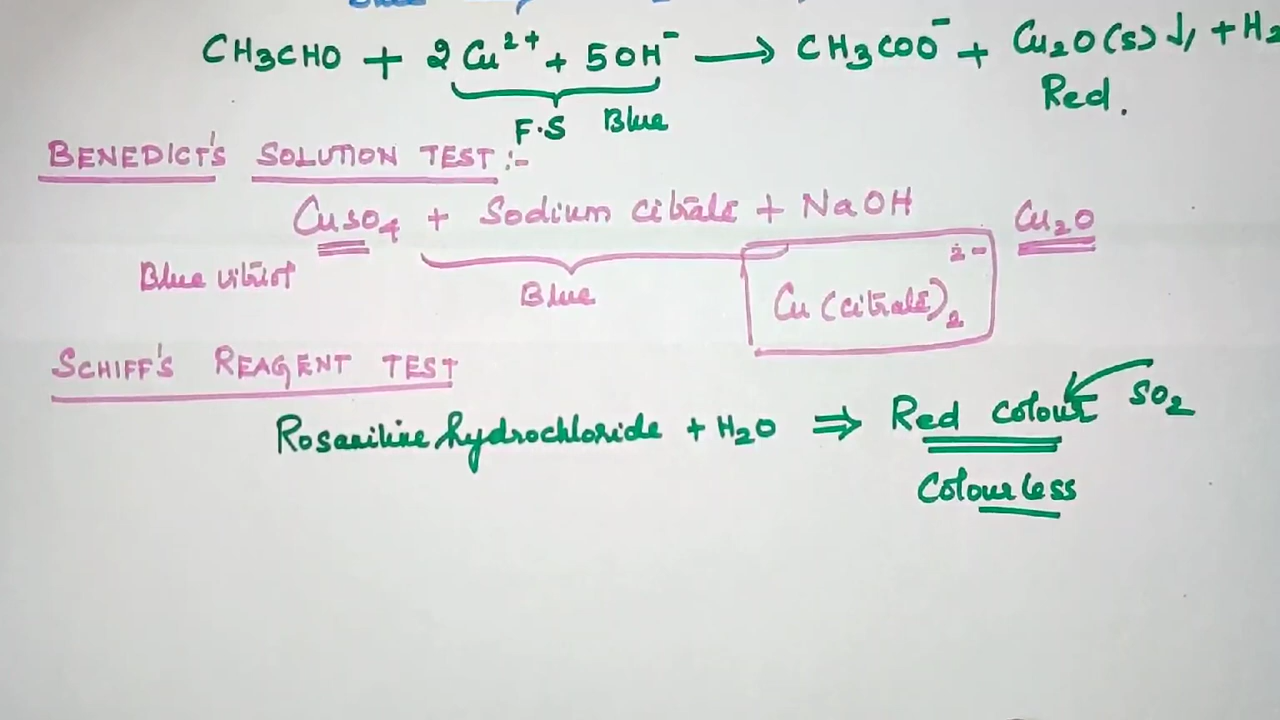 CH3CHO + 2Cu²⁺ + 5OH⁻ ⟶ CH3COO⁻ + Cu2O(s)↓, + H2
F.S Blue Red.
BENEDICT'S SOLUTION TEST :-
CuSO4 + Sodium citrate + NaOH Cu2O
Blue vitriol Blue Cu(citrate)2 2-
SCHIFF'S REAGENT TEST
Rosaniline hydrochloride + H2O ⇒ Red colour SO2
Colourless